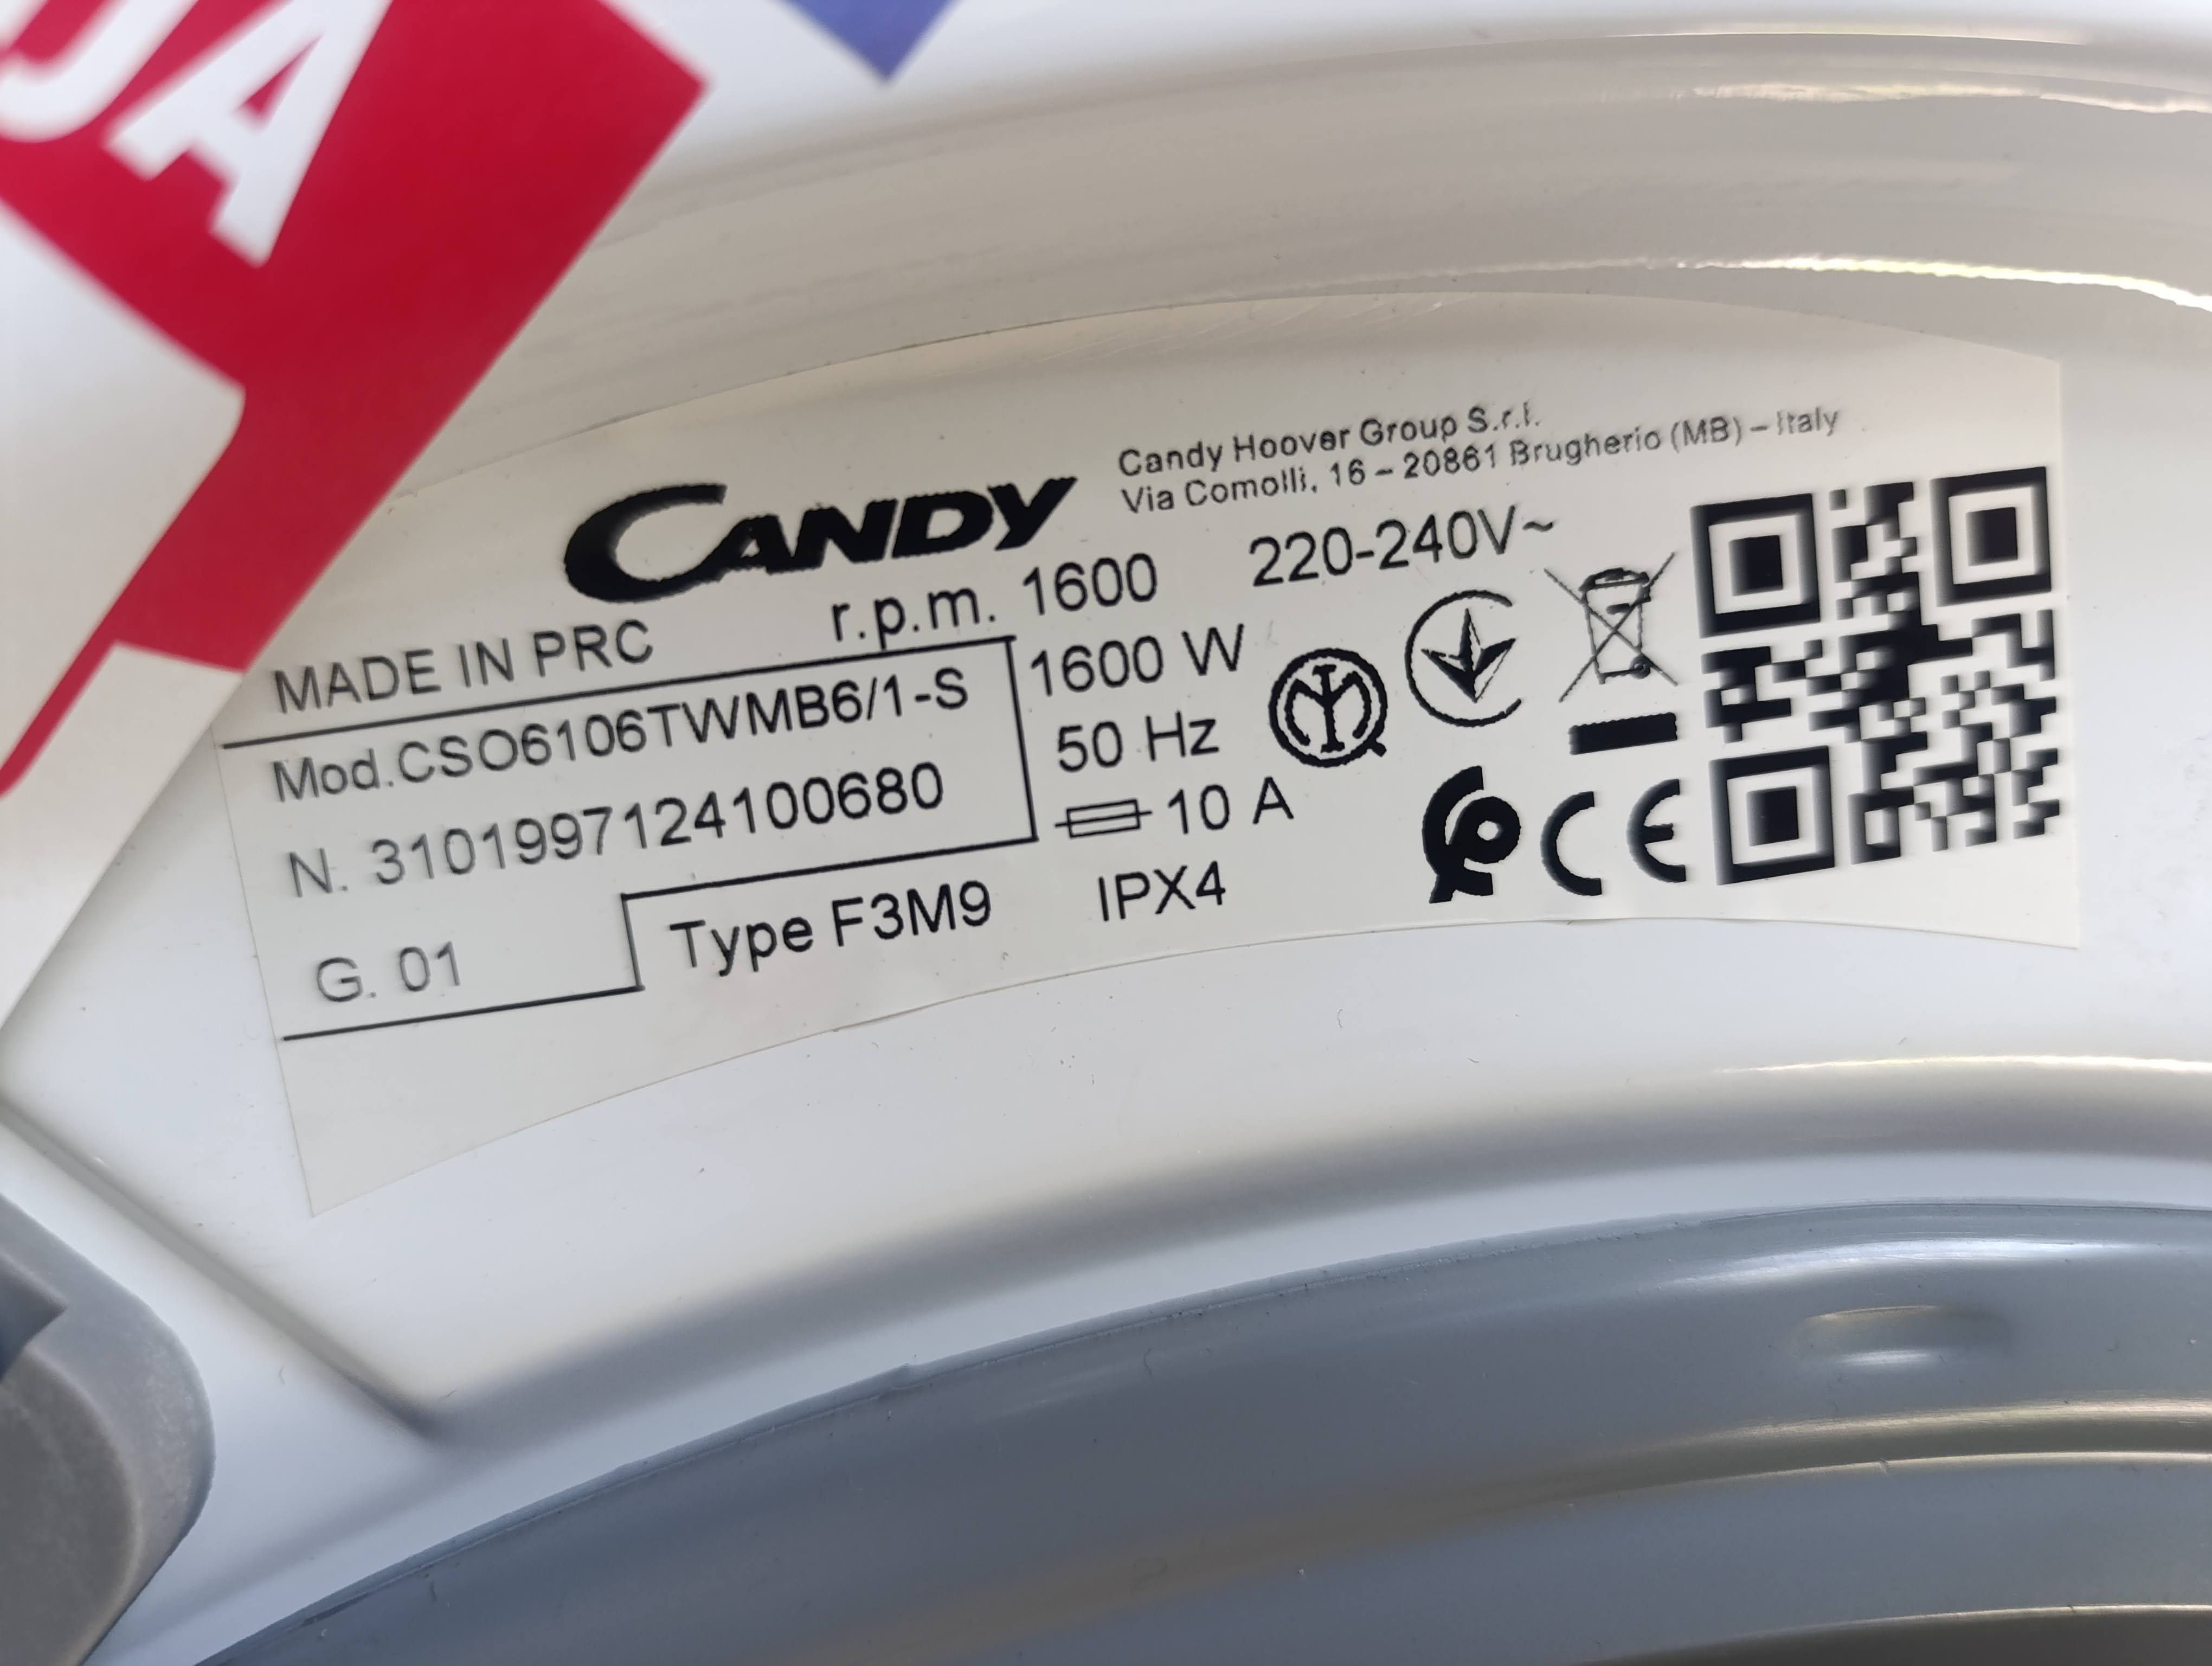 UA
CANDY
Candy Hoover Group S.r.l.
Via Comolli, 16 – 20861 Brugherio (MB) – Italy
MADE IN PRC
r.p.m. 1600
220-240V~
Mod.CSO6106TWMB6/1-S
1600 W
N. 3101997124100680
50 Hz
10 A
G. 01
Type F3M9
IPX4
CE